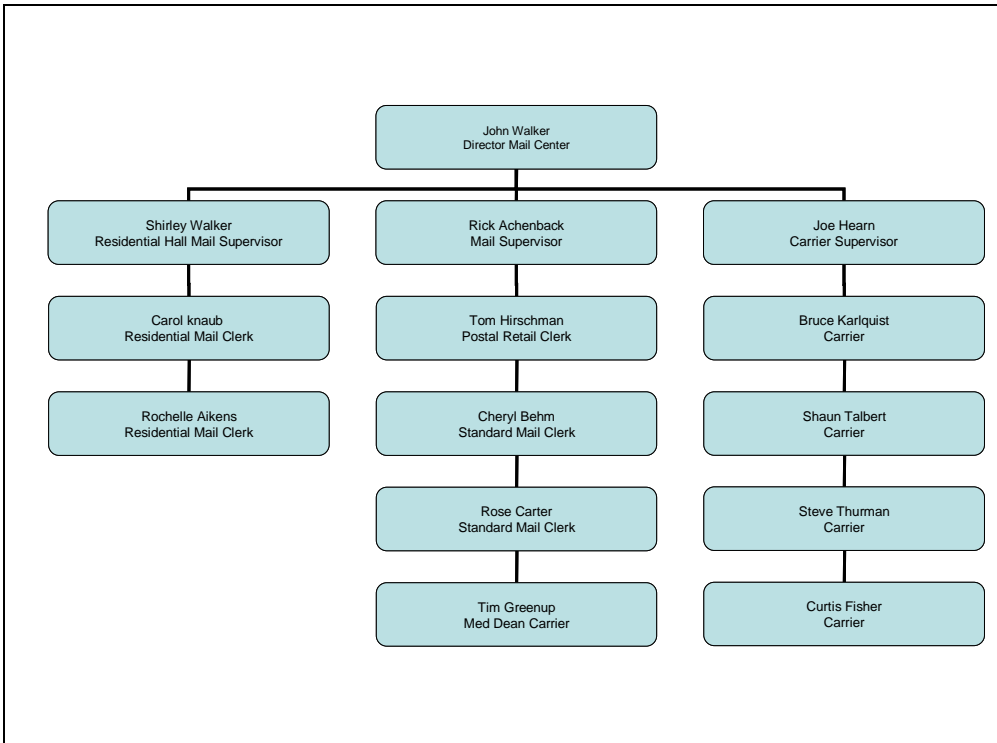 John Walker
Director Mail Center
Shirley Walker
Residential Hall Mail Supervisor
Carol knaub
Residential Mail Clerk
Rochelle Aikens
Residential Mail Clerk
Rick Achenback
Mail Supervisor
Tom Hirschman
Postal Retail Clerk
Cheryl Behm
Standard Mail Clerk
Rose Carter
Standard Mail Clerk
Tim Greenup
Med Dean Carrier
Joe Hearn
Carrier Supervisor
Bruce Karlquist
Carrier
Shaun Talbert
Carrier
Steve Thurman
Carrier
Curtis Fisher
Carrier